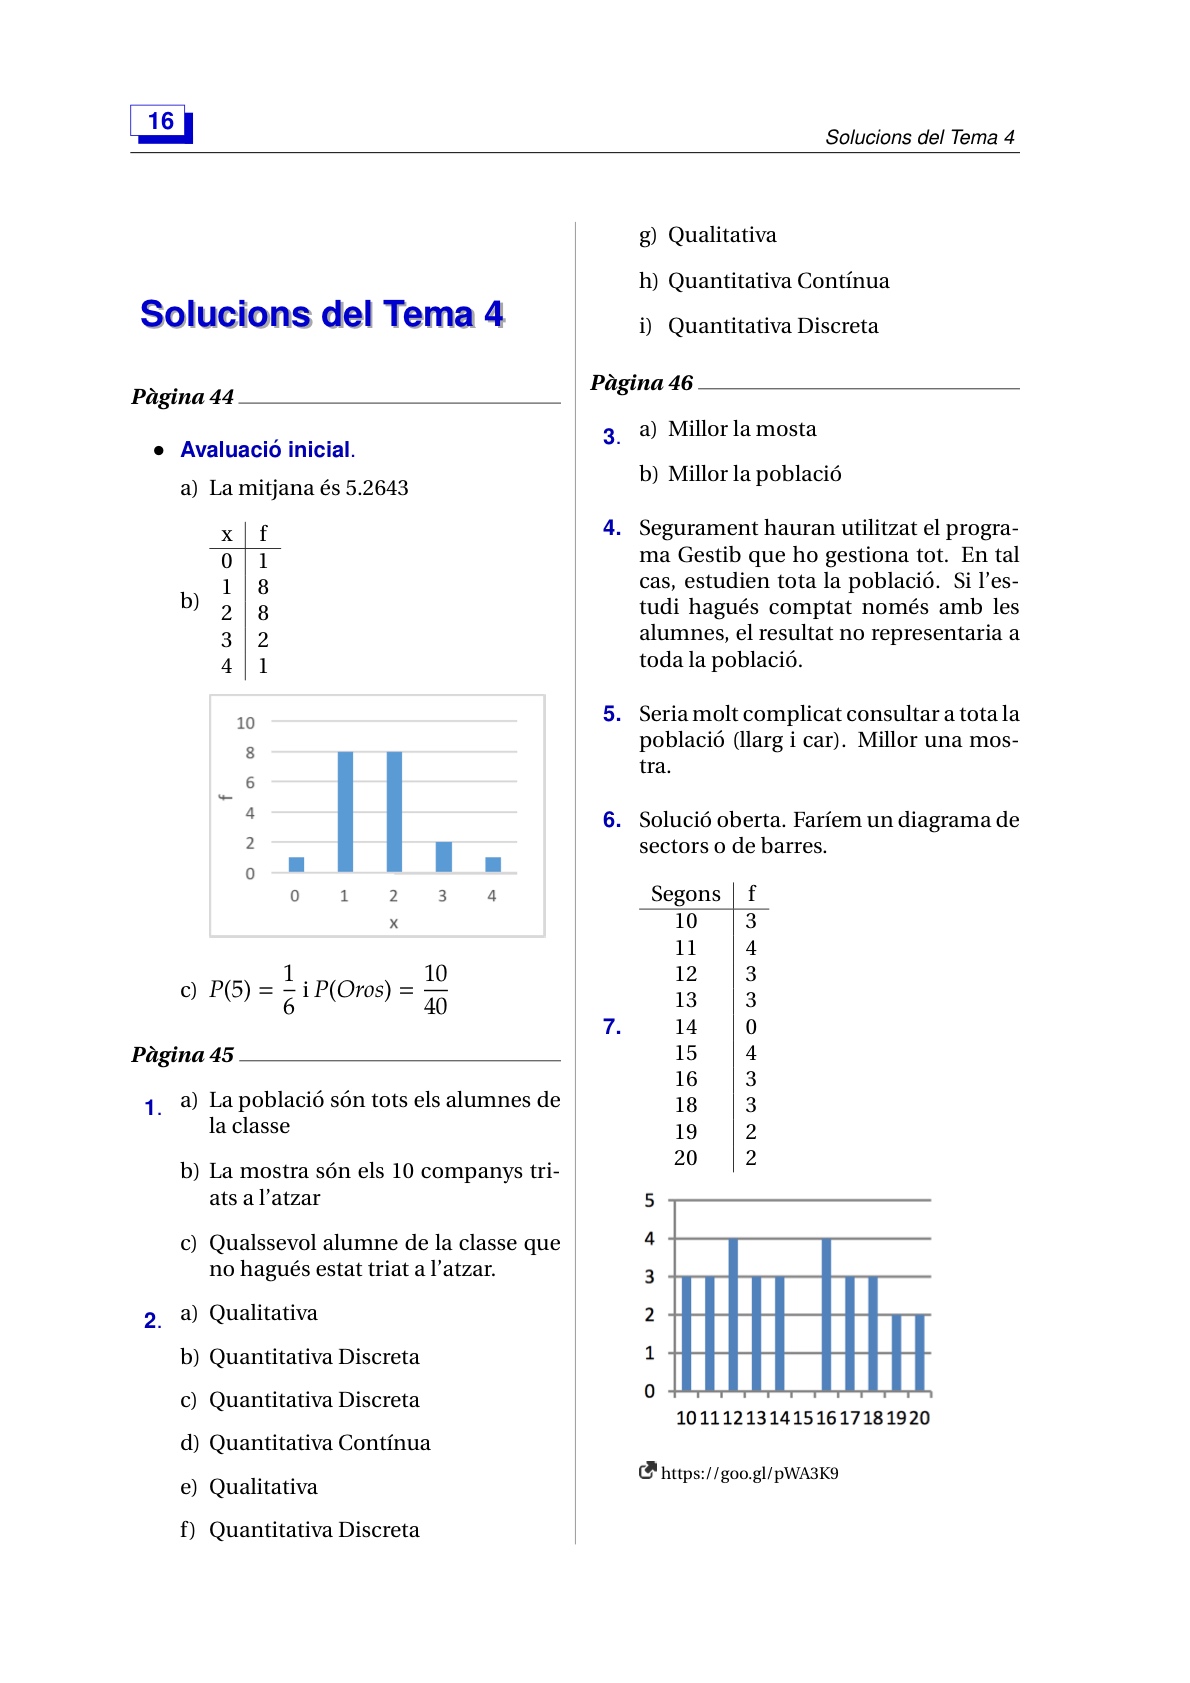 16
Solucions del Tema 4
Solucions del Tema 4
Pàgina 44
• Avaluació inicial.
a) La mitjana és 5.2643
b)
x f
0 1
1 8
2 8
3 2
4 1
10
8
6
4
2
0
f
0 1 2 3 4
x
c) P(5) = 1/6 i P(Oros) = 10/40
Pàgina 45
1. a) La població són tots els alumnes de
la classe
b) La mostra són els 10 companys tri-
ats a l'atzar
c) Qualssevol alumne de la classe que
no hagués estat triat a l'atzar.
2. a) Qualitativa
b) Quantitativa Discreta
c) Quantitativa Discreta
d) Quantitativa Contínua
e) Qualitativa
f) Quantitativa Discreta
g) Qualitativa
h) Quantitativa Contínua
i) Quantitativa Discreta
Pàgina 46
3. a) Millor la mosta
b) Millor la població
4. Segurament hauran utilitzat el progra-
ma Gestib que ho gestiona tot. En tal
cas, estudien tota la població. Si l'es-
tudi hagués comptat només amb les
alumnes, el resultat no representaria a
toda la població.
5. Seria molt complicat consultar a tota la
població (llarg i car). Millor una mos-
tra.
6. Solució oberta. Faríem un diagrama de
sectors o de barres.
7.
Segons f
10 3
11 4
12 3
13 3
14 0
15 4
16 3
18 3
19 2
20 2
5
4
3
2
1
0
10 11 12 13 14 15 16 17 18 19 20
https://goo.gl/pWA3K9